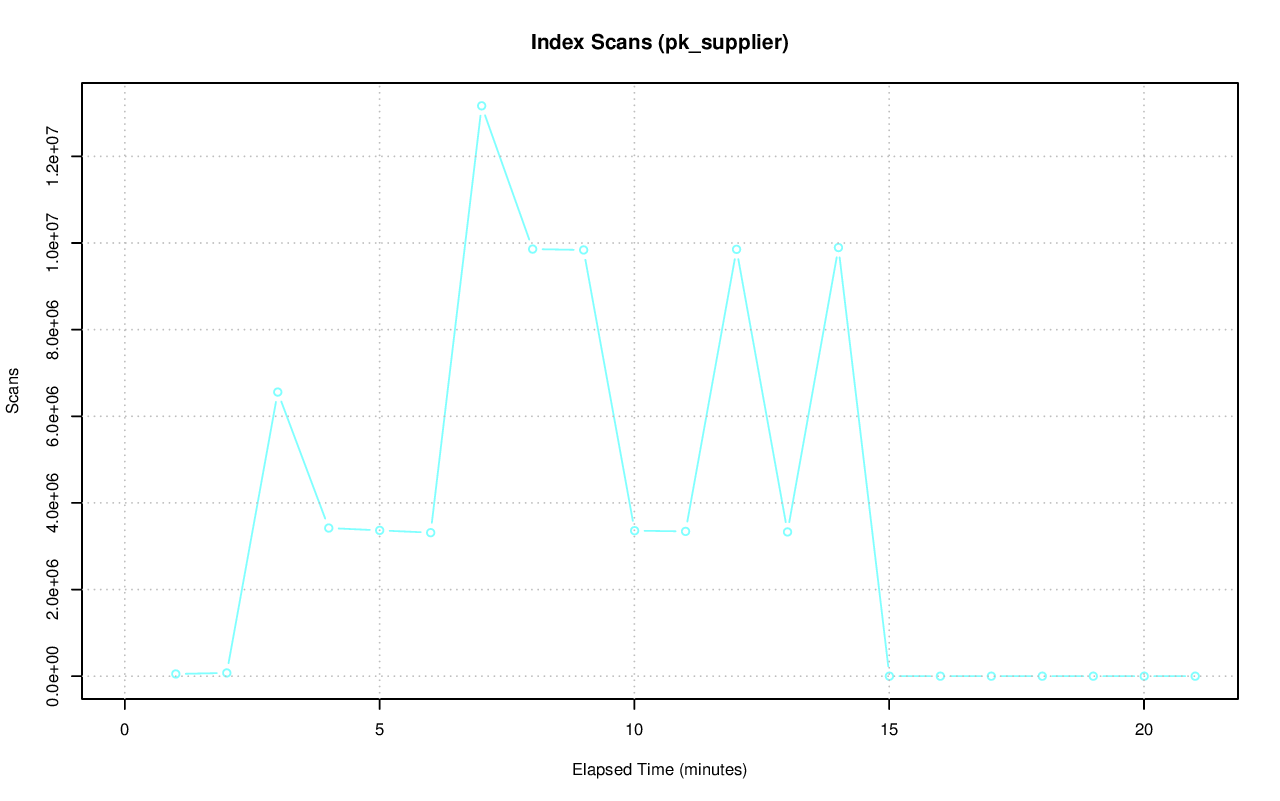 Index Scans (pk_supplier)
1.2e+07
1.0e+07
8.0e+06
6.0e+06
4.0e+06
2.0e+06
0.0e+00
Scans
0 5 10 15 20
Elapsed Time (minutes)